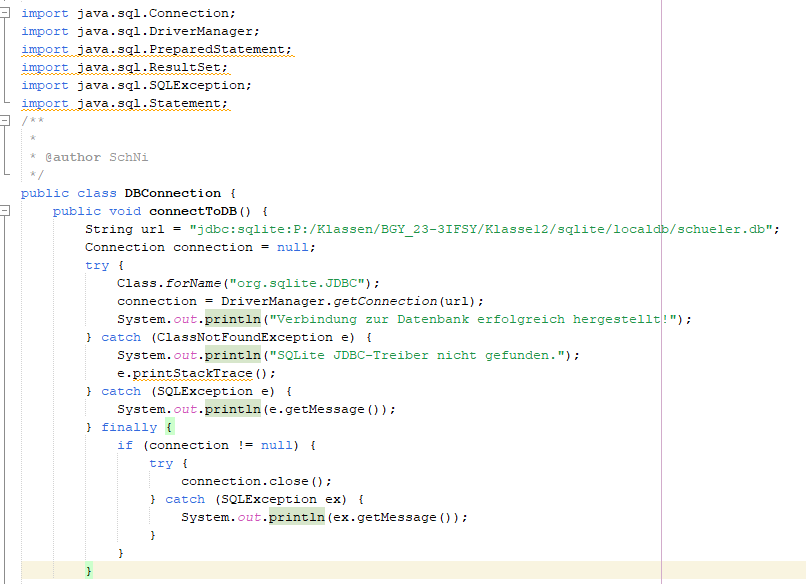 import java.sql.Connection;
import java.sql.DriverManager;
import java.sql.PreparedStatement;
import java.sql.ResultSet;
import java.sql.SQLException;
import java.sql.Statement;
/**
 *
 * @author SchNi
 */
public class DBConnection {
    public void connectToDB() {
        String url = "jdbc:sqlite:P:/Klassen/BGY_23-3IFSY/Klasse12/sqlite/localdb/schueler.db";
        Connection connection = null;
        try {
            Class.forName("org.sqlite.JDBC");
            connection = DriverManager.getConnection(url);
            System.out.println("Verbindung zur Datenbank erfolgreich hergestellt!");
        } catch (ClassNotFoundException e) {
            System.out.println("SQLite JDBC-Treiber nicht gefunden.");
            e.printStackTrace();
        } catch (SQLException e) {
            System.out.println(e.getMessage());
        } finally {
            if (connection != null) {
                try {
                    connection.close();
                } catch (SQLException ex) {
                    System.out.println(ex.getMessage());
                }
            }
        }